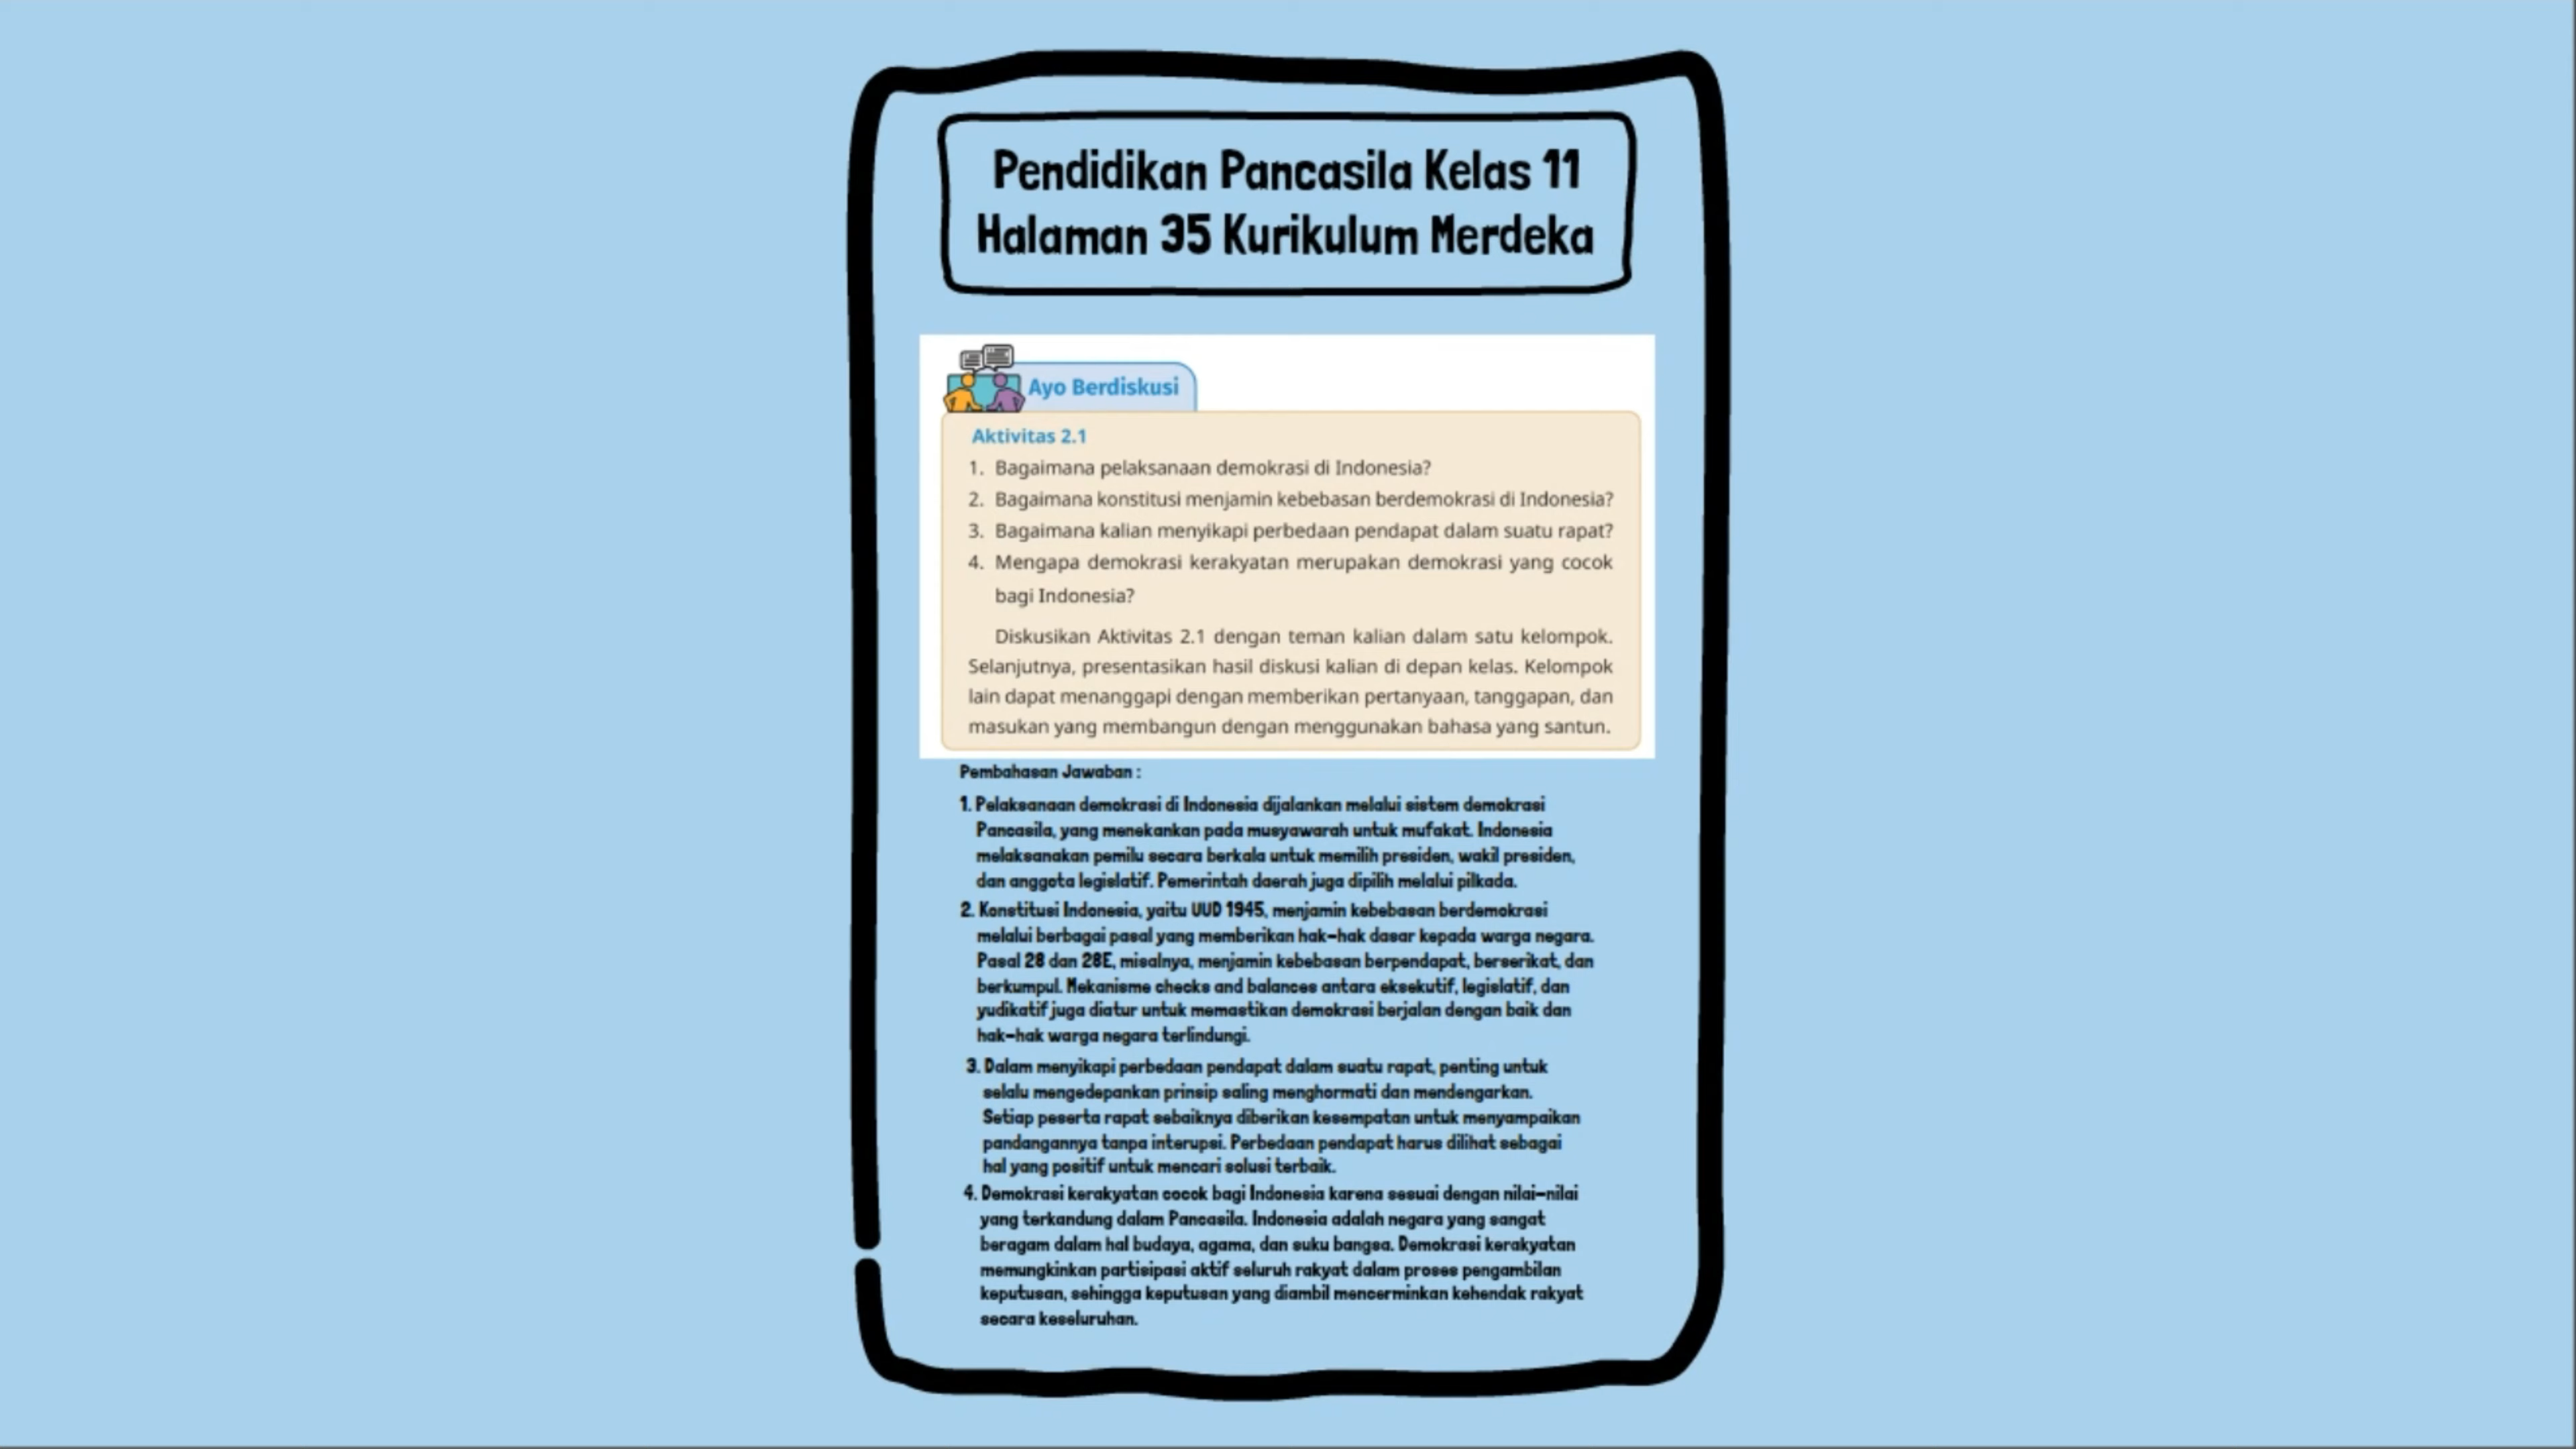 Pendidikan Pancasila Kelas 11
Halaman 35 Kurikulum Merdeka
Ayo Berdiskusi
Aktivitas 2.1
1. Bagaimana pelaksanaan demokrasi di Indonesia?
2. Bagaimana konstitusi menjamin kebebasan berdemokrasi di Indonesia?
3. Bagaimana kalian menyikapi perbedaan pendapat dalam suatu rapat?
4. Mengapa demokrasi kerakyatan merupakan demokrasi yang cocok
bagi Indonesia?
Diskusikan Aktivitas 2.1 dengan teman kalian dalam satu kelompok.
Selanjutnya, presentasikan hasil diskusi kalian di depan kelas. Kelompok
lain dapat menanggapi dengan memberikan pertanyaan, tanggapan, dan
masukan yang membangun dengan menggunakan bahasa yang santun.
Pembahasan Jawaban :
1. Pelaksanaan demokrasi di Indonesia dijalankan melalui sistem demokrasi
Pancasila, yang menekankan pada musyawarah untuk mufakat. Indonesia
melaksanakan pemilu secara berkala untuk memilih presiden, wakil presiden,
dan anggota legislatif. Pemerintah daerah juga dipilih melalui pilkada.
2. Konstitusi Indonesia, yaitu UUD 1945, menjamin kebebasan berdemokrasi
melalui berbagai pasal yang memberikan hak-hak dasar kepada warga negara.
Pasal 28 dan 28E, misalnya, menjamin kebebasan berpendapat, berserikat, dan
berkumpul. Mekanisme checks and balances antara eksekutif, legislatif, dan
yudikatif juga diatur untuk memastikan demokrasi berjalan dengan baik dan
hak-hak warga negara terlindungi.
3. Dalam menyikapi perbedaan pendapat dalam suatu rapat, penting untuk
selalu mengedepankan prinsip saling menghormati dan mendengarkan.
Setiap peserta rapat sebaiknya diberikan kesempatan untuk menyampaikan
pandangannya tanpa interupsi. Perbedaan pendapat harus dilihat sebagai
hal yang positif untuk mencari solusi terbaik.
4. Demokrasi kerakyatan cocok bagi Indonesia karena sesuai dengan nilai-nilai
yang terkandung dalam Pancasila. Indonesia adalah negara yang sangat
beragam dalam hal budaya, agama, dan suku bangsa. Demokrasi kerakyatan
memungkinkan partisipasi aktif seluruh rakyat dalam proses pengambilan
keputusan, sehingga keputusan yang diambil mencerminkan kehendak rakyat
secara keseluruhan.